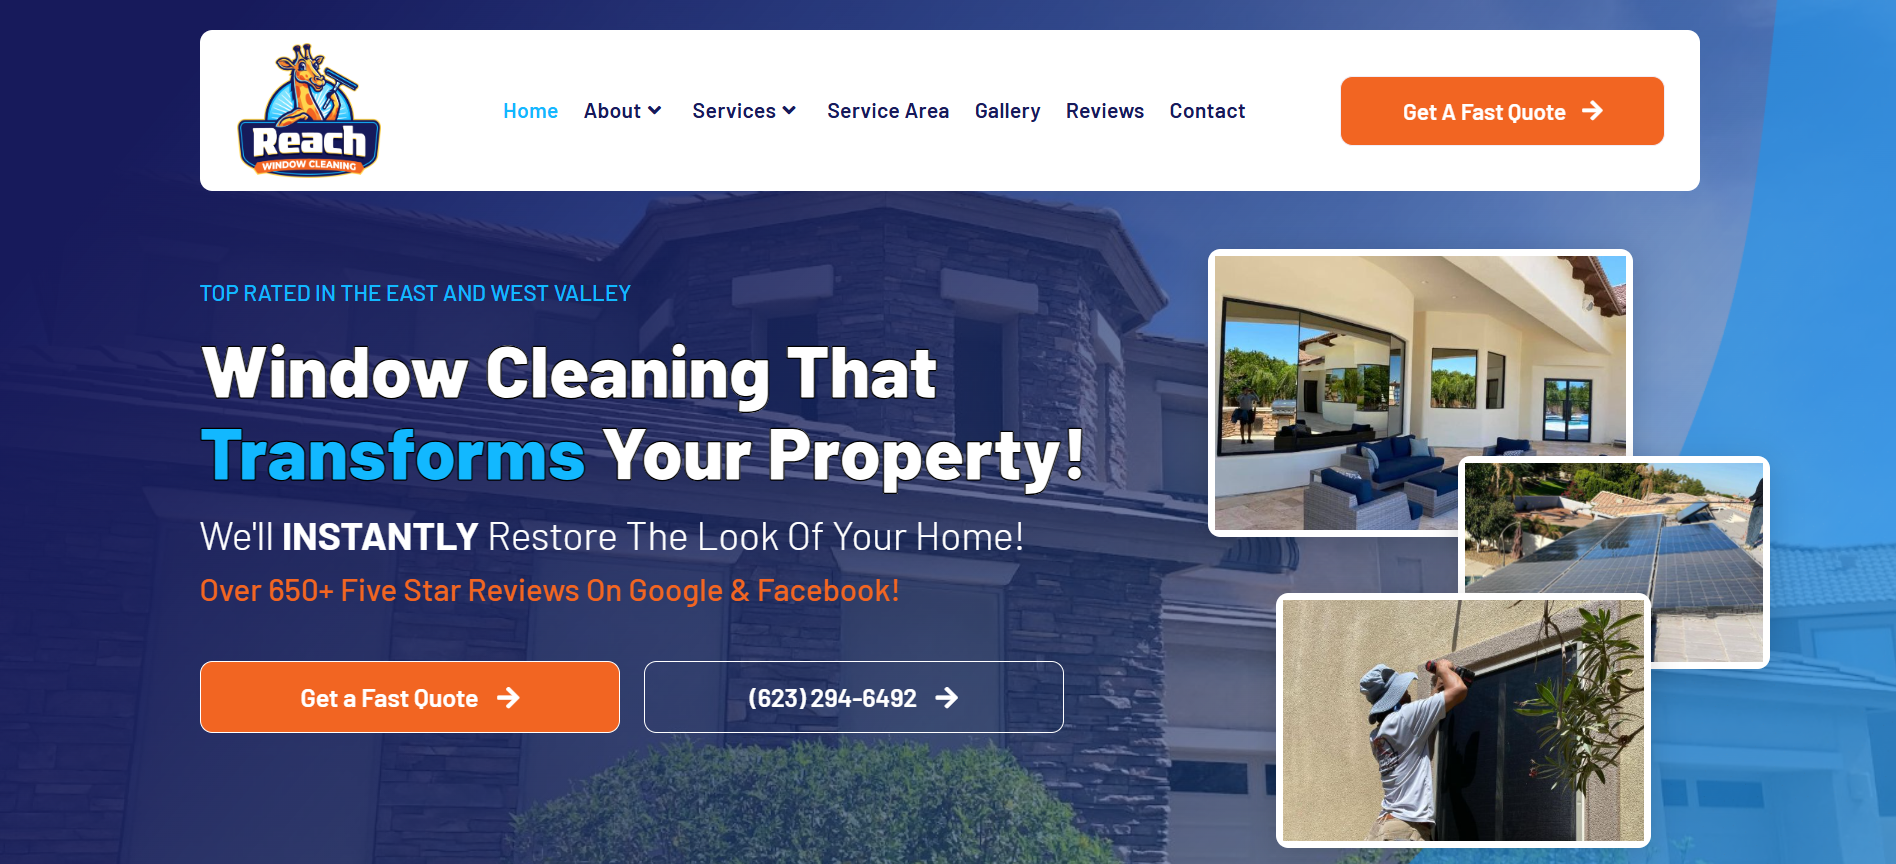 Reach
WINDOW CLEANING
Home About Services Service Area Gallery Reviews Contact
Get A Fast Quote
TOP RATED IN THE EAST AND WEST VALLEY
Window Cleaning That
Transforms Your Property!
We'll INSTANTLY Restore The Look Of Your Home!
Over 650+ Five Star Reviews On Google & Facebook!
Get a Fast Quote
(623) 294-6492